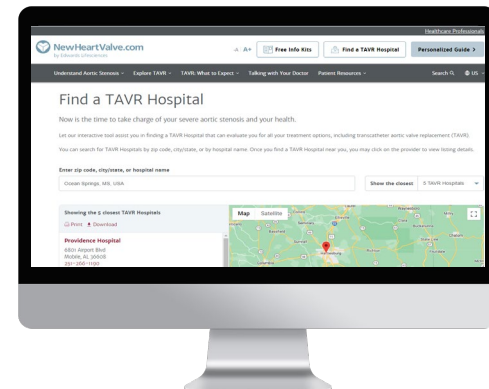 Healthcare Professionals
NewHeartValve.com
by Edwards Lifesciences
A A+ Free Info Kits Find a TAVR Hospital Personalized Guide >
Understand Aortic Stenosis Explore TAVR TAVR: What to Expect Talking with Your Doctor Patient Resources Search US
Find a TAVR Hospital
Now is the time to take charge of your severe aortic stenosis and your health.
Let our interactive tool assist you in finding a TAVR Hospital that can evaluate you for all your treatment options, including transcatheter aortic valve replacement (TAVR)
You can search for TAVR Hospitals by zip code, city/state, or by hospital name. Once you find a TAVR Hospital near you, you may click on the provider to view listing details.
Enter zip code, city/state, or hospital name
Ocean Springs, MS, USA Show the closest 5 TAVR Hospitals
Showing the 5 closest TAVR Hospitals
Print Download
Map Satellite
Providence Hospital
6801 Airport Blvd
Mobile, AL 36608
251-266-1190